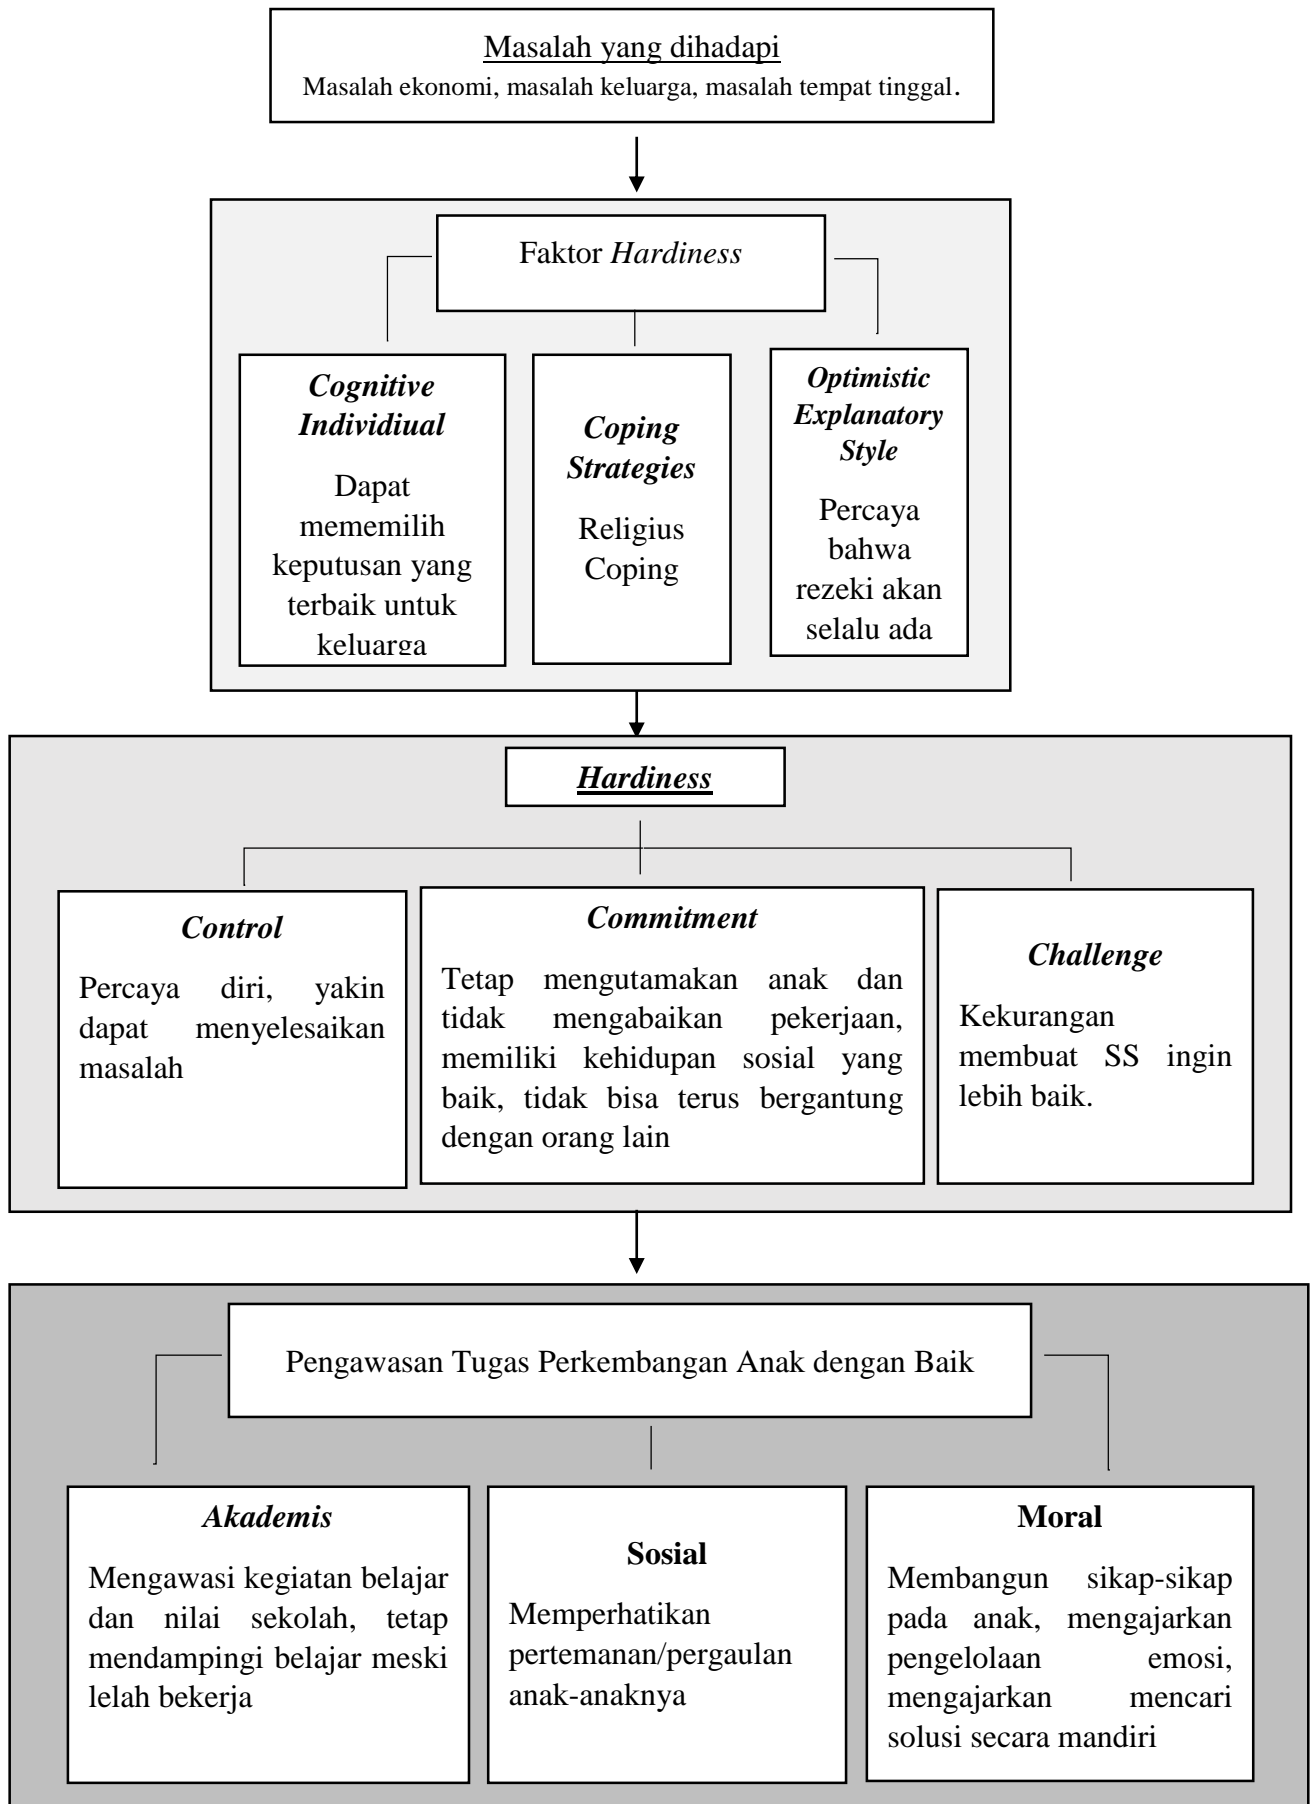 Masalah yang dihadapi
Masalah ekonomi, masalah keluarga, masalah tempat tinggal.
Faktor Hardiness
Cognitive
Individiual
Dapat
mememilih
keputusan yang
terbaik untuk
keluarga
Coping
Strategies
Religius
Coping
Optimistic
Explanatory
Style
Percaya
bahwa
rezeki akan
selalu ada
Hardiness
Control
Percaya diri, yakin
dapat menyelesaikan
masalah
Commitment
Tetap mengutamakan anak dan
tidak mengabaikan pekerjaan,
memiliki kehidupan sosial yang
baik, tidak bisa terus bergantung
dengan orang lain
Challenge
Kekurangan
membuat SS ingin
lebih baik.
Pengawasan Tugas Perkembangan Anak dengan Baik
Akademis
Mengawasi kegiatan belajar
dan nilai sekolah, tetap
mendampingi belajar meski
lelah bekerja
Sosial
Memperhatikan
pertemanan/pergaulan
anak-anaknya
Moral
Membangun sikap-sikap
pada anak, mengajarkan
pengelolaan emosi,
mengajarkan mencari
solusi secara mandiri